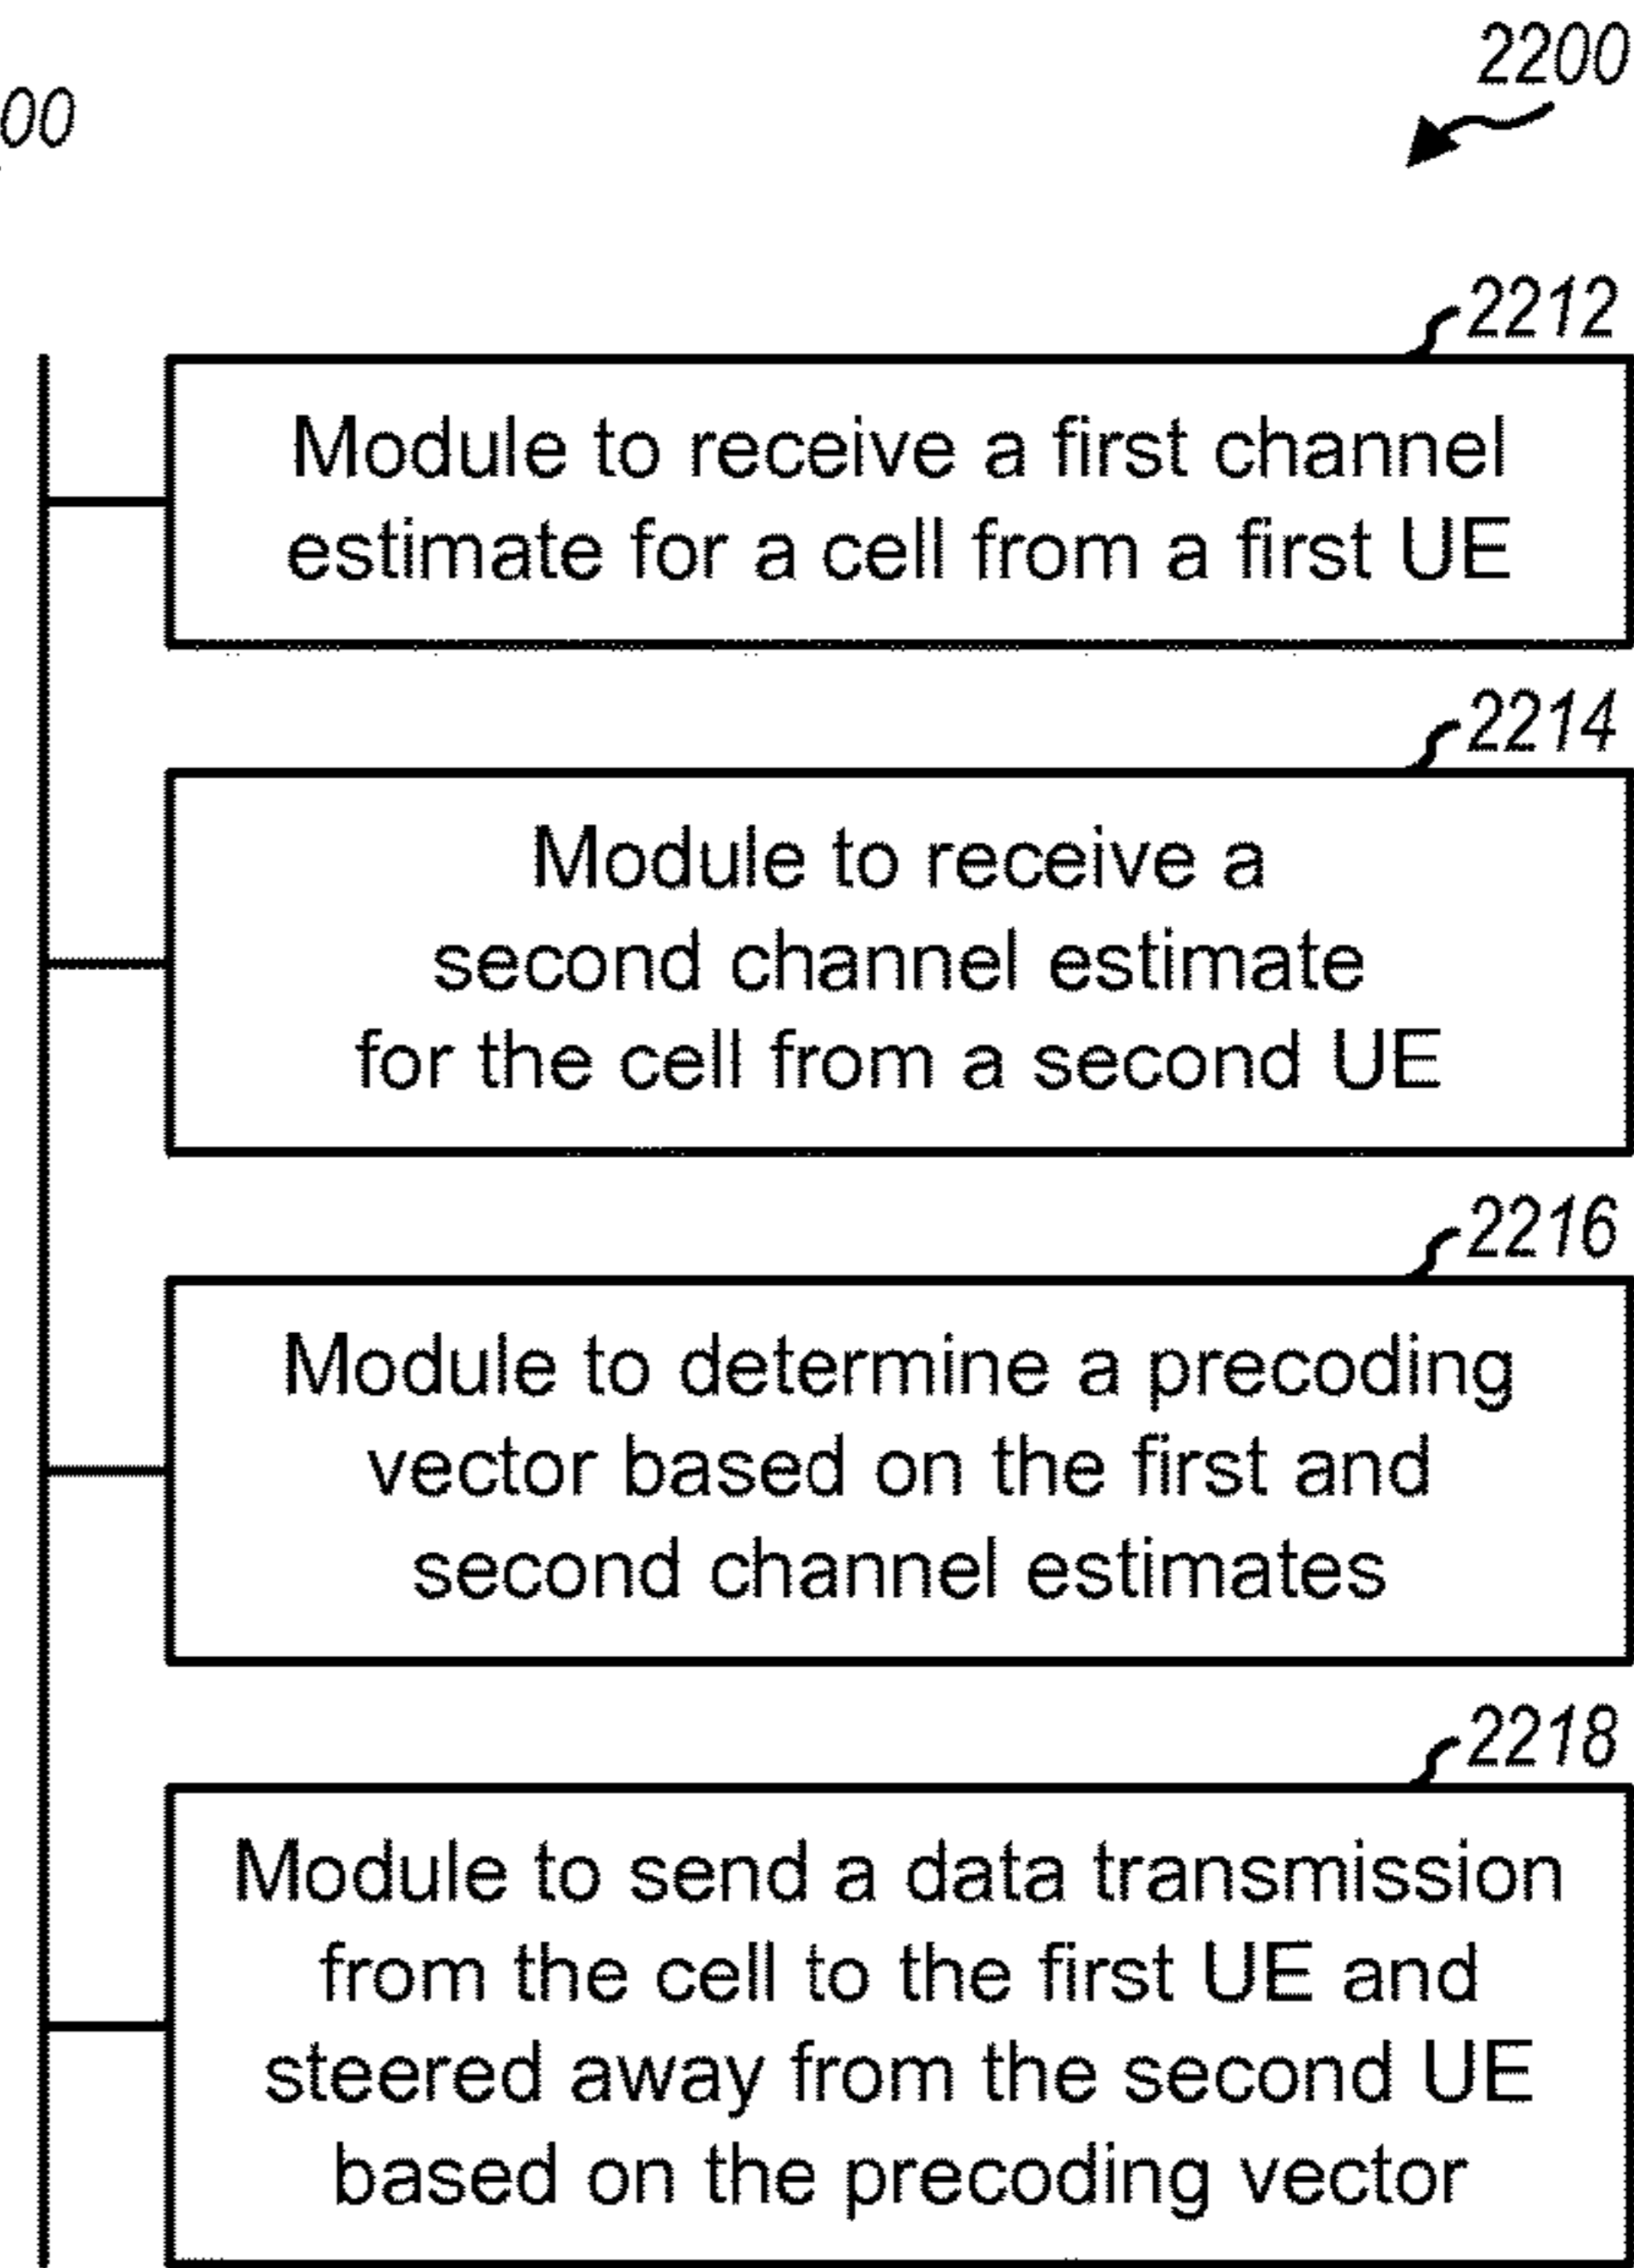 2200
00
2212
Module to receive a first channel
estimate for a cell from a first UE
2214
Module to receive a
second channel estimate
for the cell from a second UE
2216
Module to determine a precoding
vector based on the first and
second channel estimates
2218
Module to send a data transmission
from the cell to the first UE and
steered away from the second UE
based on the precoding vector